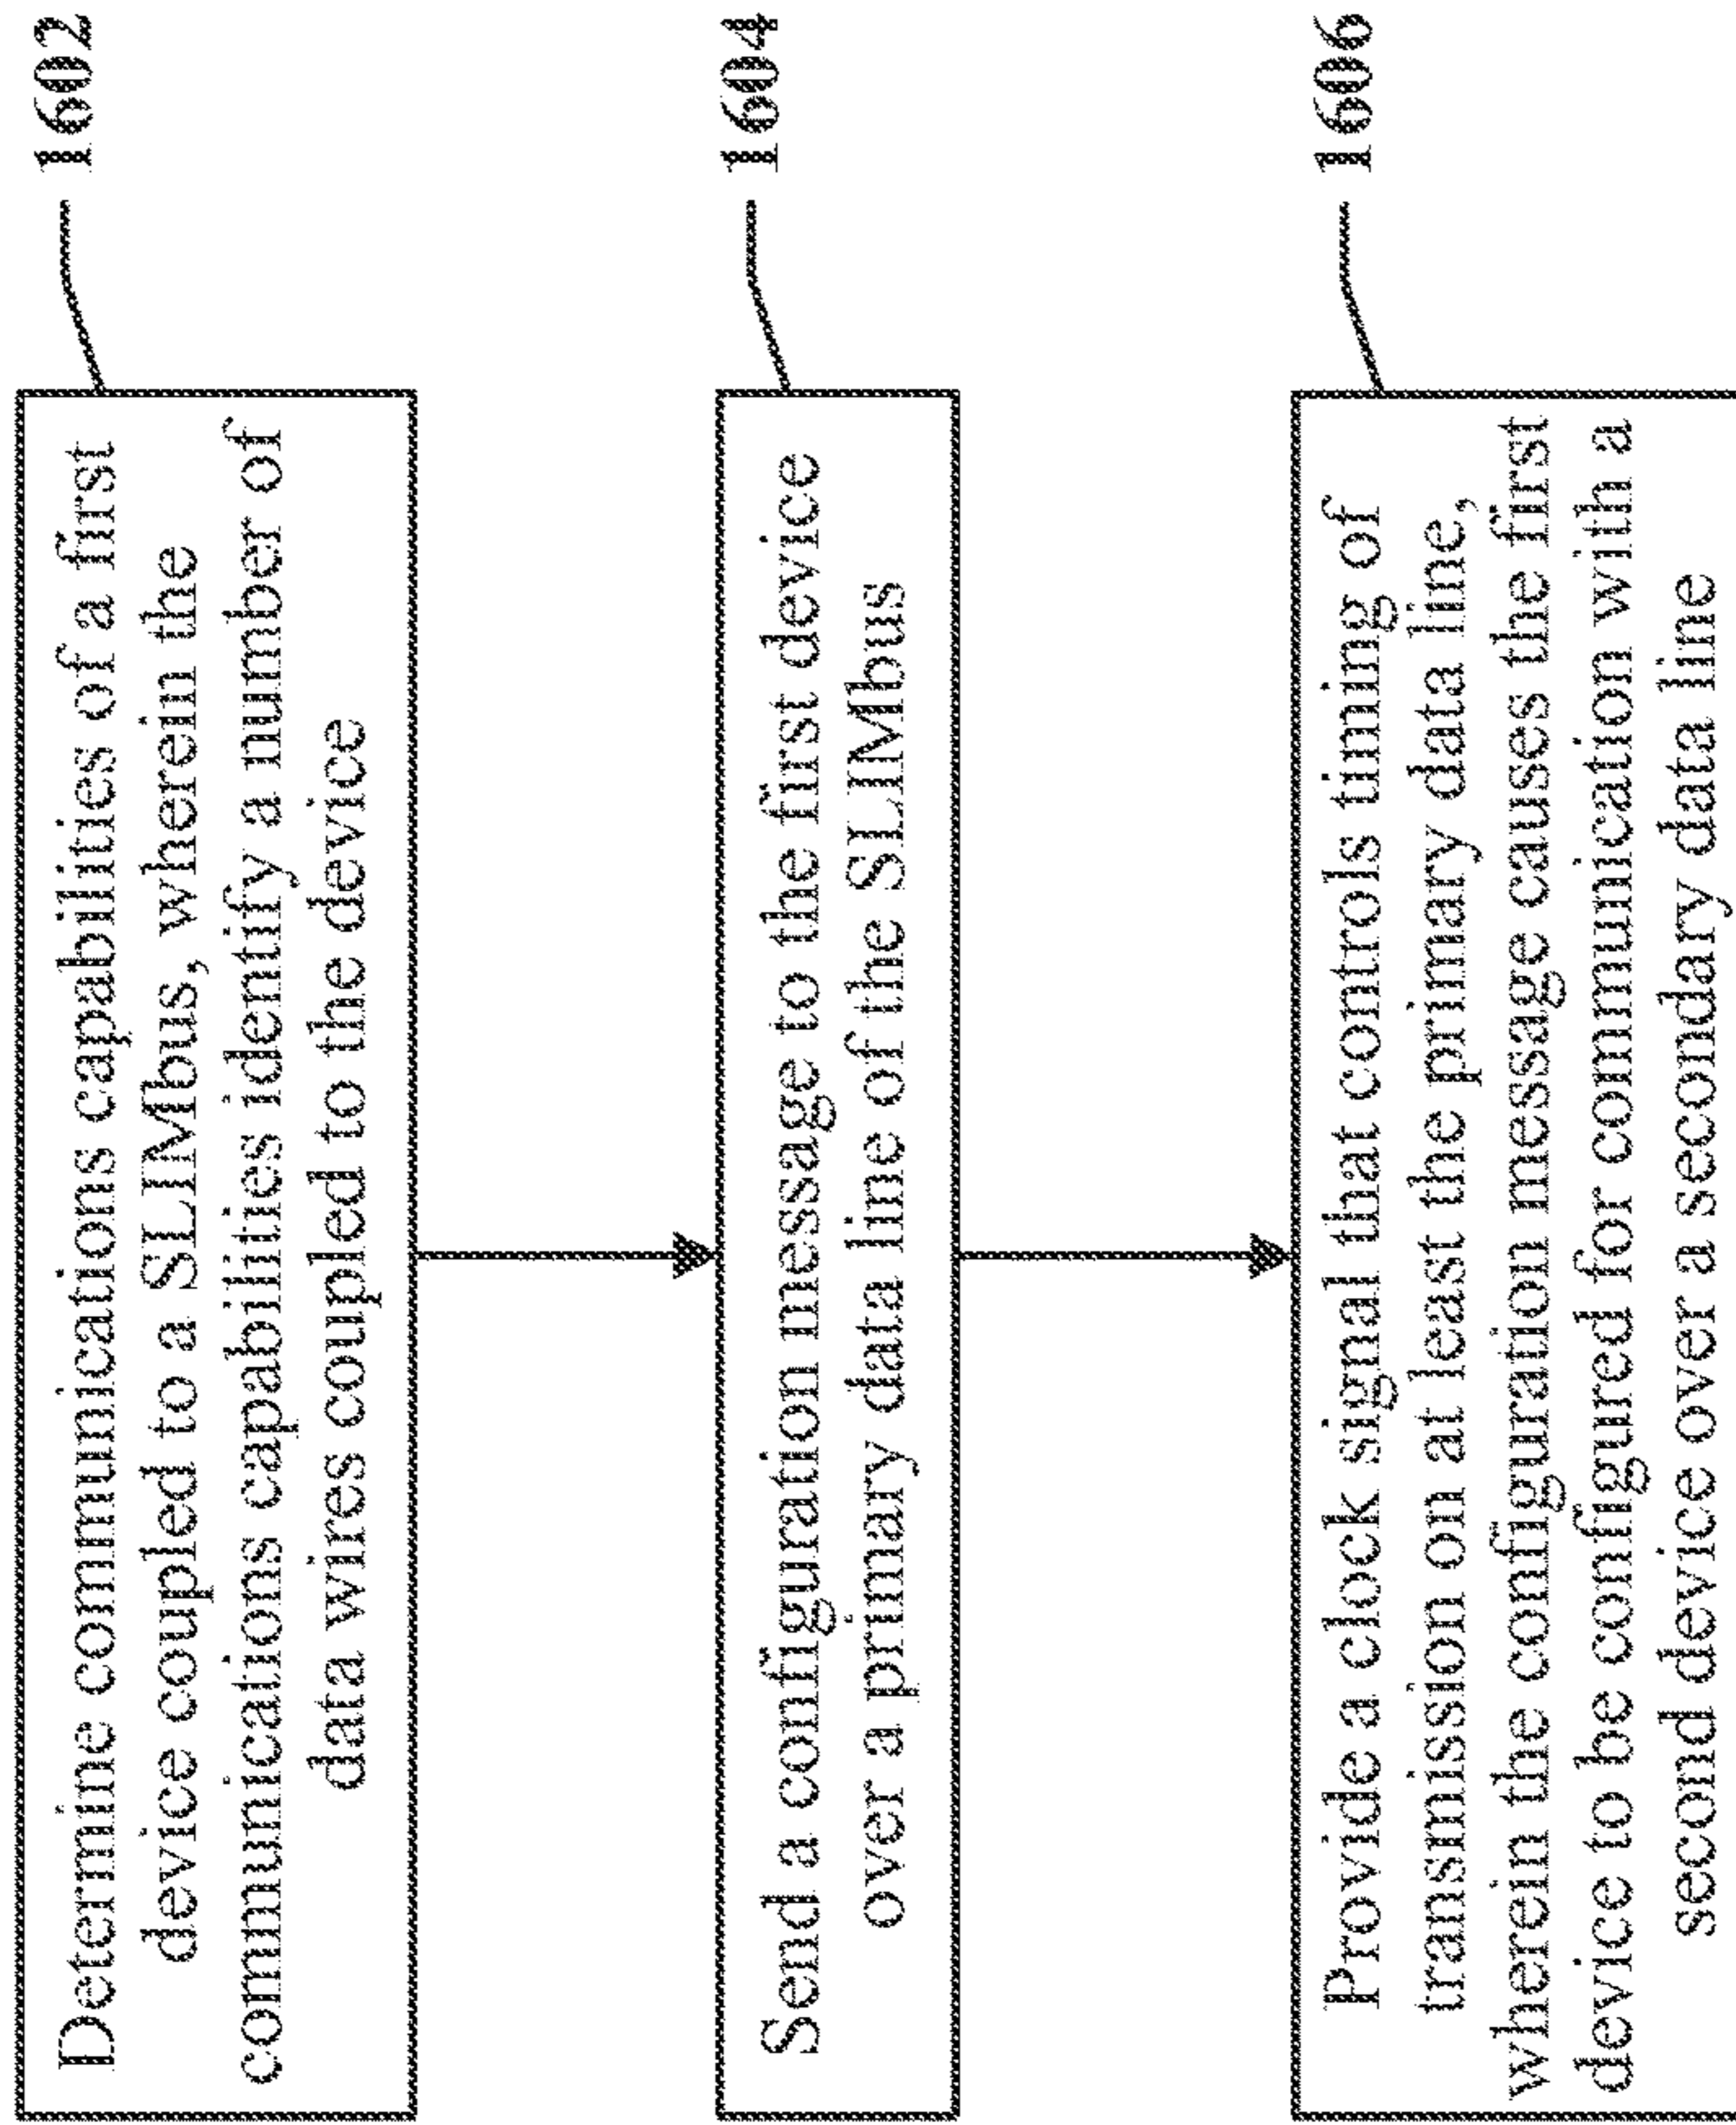 Determine communications capabilities of a first
device coupled to a SLIMbus, wherein the
communications capabilities identify a number of
data wires coupled to the device
1602
Send a configuration message to the first device
over a primary data line of the SLIMbus
1604
Provide a clock signal that controls timing of
transmission on at least the primary data line,
wherein the configuration message causes the first
device to be configured for communication with a
second device over a secondary data line
1606